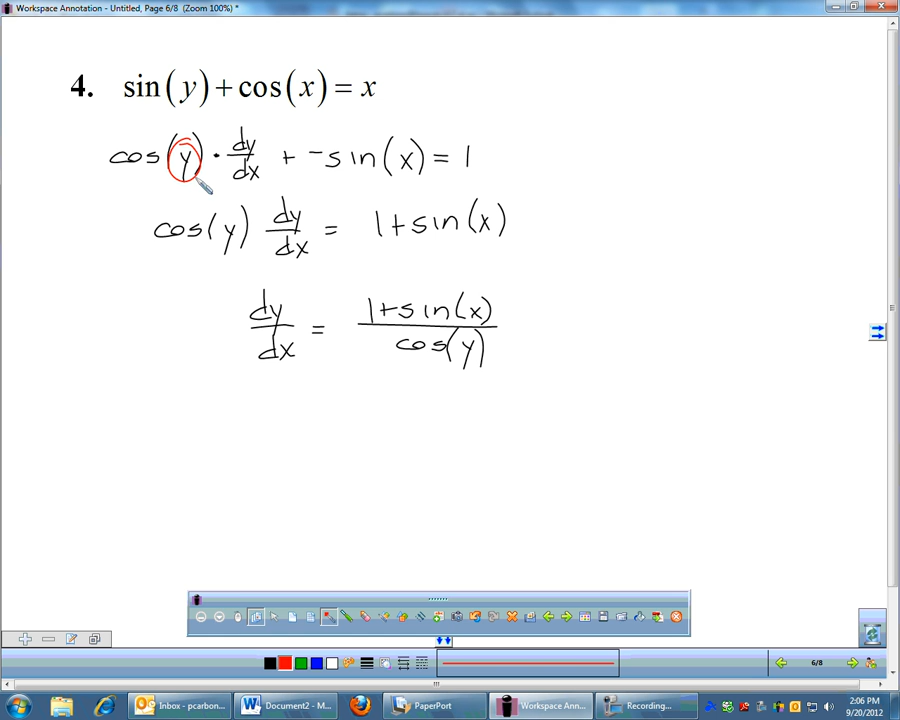 Workspace Annotation - Untitled, Page 6/8 (Zoom 100%) *
4. sin(y)+cos(x)=x
cos(y)·dy/dx + -sin(x)=1
cos(y) dy/dx = 1+sin(x)
dy/dx = 1+sin(x)/cos(y)
6/8
Inbox - pcarbon...
Document2 - M...
PaperPort
Workspace Ann...
Recording...
2:06 PM
9/20/2012